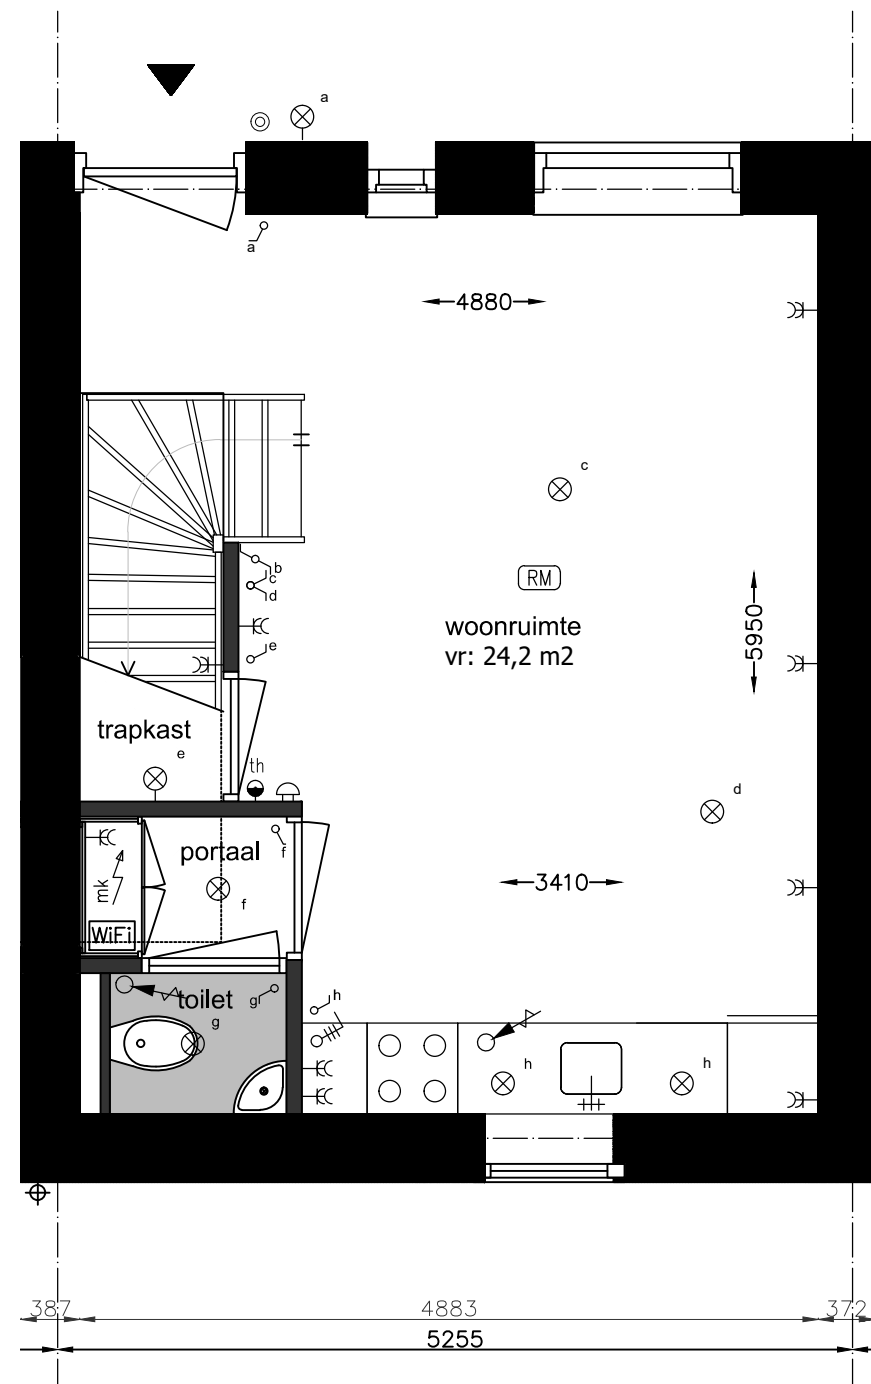 a
a
4880
c
RM
b
c
d
woonruimte
vr: 24,2 m2
5950
e
trapkast
e
th
d
f
portaal
mk
3410
f
WiFi
toilet
g
h
g
h
h
387
4883
372
5255